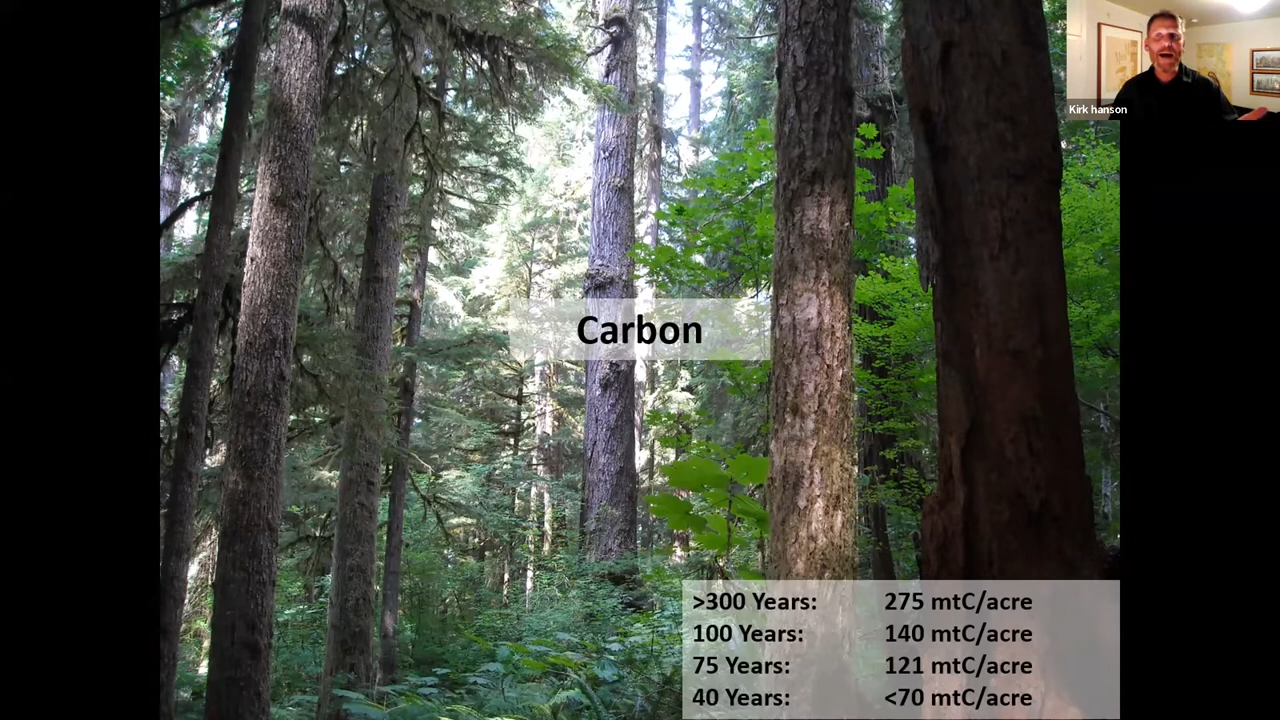 Kirk hanson
Carbon
>300 Years: 275 mtC/acre
100 Years: 140 mtC/acre
75 Years: 121 mtC/acre
40 Years: <70 mtC/acre